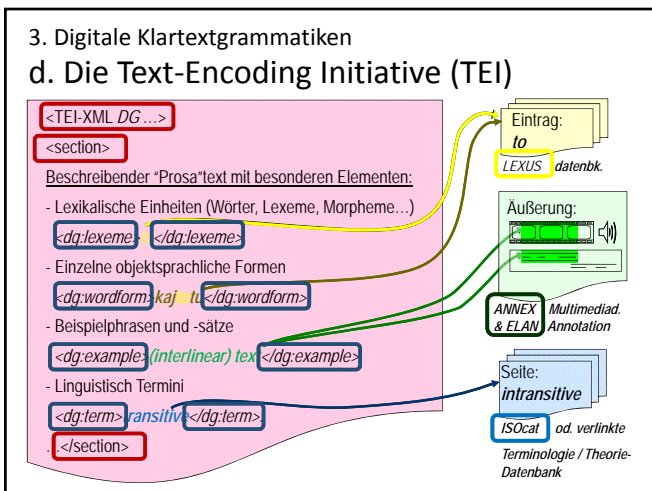 3. Digitale Klartextgrammatiken
d. Die Text-Encoding Initiative (TEI)
<TEI-XML DG ...>
<section>
Beschreibender "Prosa"text mit besonderen Elementen:
- Lexikalische Einheiten (Wörter, Lexeme, Morpheme...)
<dg:lexeme> </dg:lexeme>
- Einzelne objektsprachliche Formen
<dg:wordform>kajtotu</dg:wordform>
- Beispielphrasen und -sätze
<dg:example>(interlinear) tex</dg:example>
- Linguistisch Termini
<dg:term>ransitive</dg:term>
...</section>
Eintrag:
to
LEXUS datenbk.
Äußerung:
ANNEX Multimediad.
& ELAN Annotation
Seite:
intransitive
ISOcat od. verlinkte
Terminologie / Theorie-
Datenbank